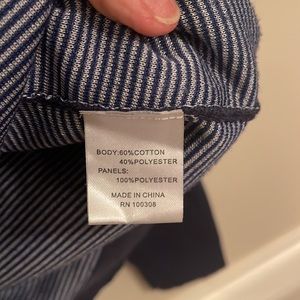 BODY:60%COTTON
40%POLYESTER
PANELS:
100%POLYESTER
MADE IN CHINA
RN 100308